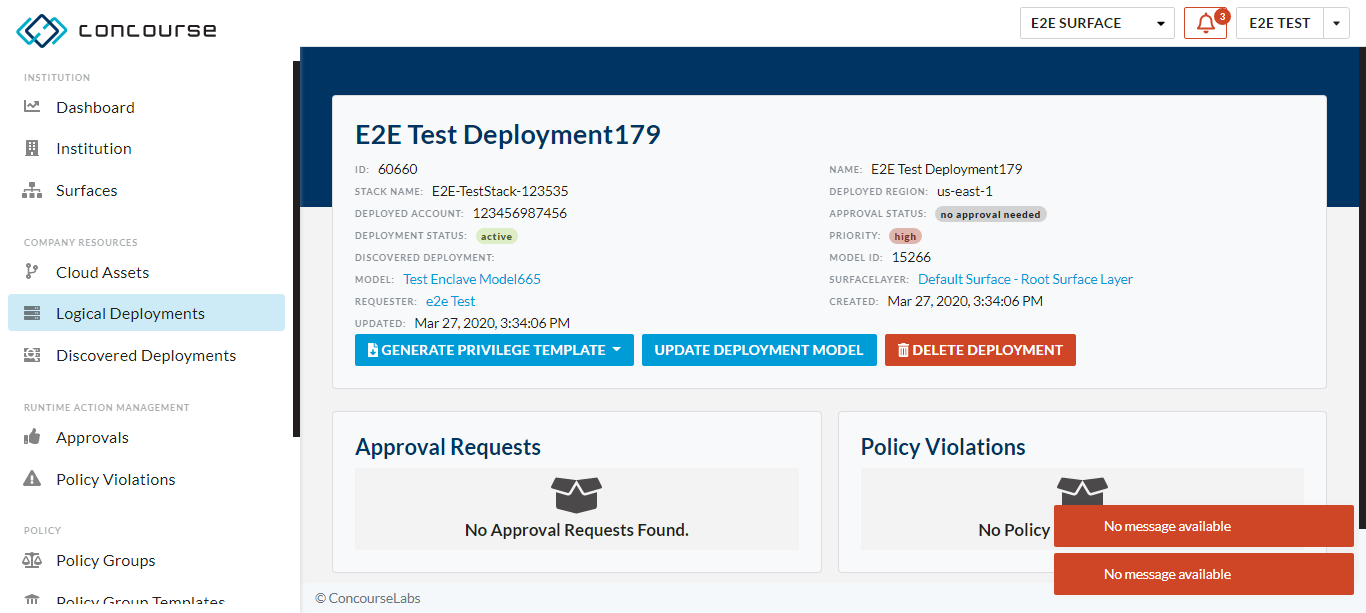 concourse
E2E SURFACE
3
E2E TEST
INSTITUTION
Dashboard
Institution
Surfaces
COMPANY RESOURCES
Cloud Assets
Logical Deployments
Discovered Deployments
RUNTIME ACTION MANAGEMENT
Approvals
Policy Violations
POLICY
Policy Groups
Policy Group Templates
E2E Test Deployment179
ID: 60660
STACK NAME: E2E-TestStack-123535
DEPLOYED ACCOUNT: 123456987456
DEPLOYMENT STATUS: active
DISCOVERED DEPLOYMENT:
MODEL: Test Enclave Model665
REQUESTER: e2e Test
UPDATED: Mar 27, 2020, 3:34:06 PM
NAME: E2E Test Deployment179
DEPLOYED REGION: us-east-1
APPROVAL STATUS: no approval needed
PRIORITY: high
MODEL ID: 15266
SURFACELAYER: Default Surface - Root Surface Layer
CREATED: Mar 27, 2020, 3:34:06 PM
GENERATE PRIVILEGE TEMPLATE
UPDATE DEPLOYMENT MODEL
DELETE DEPLOYMENT
Approval Requests
No Approval Requests Found.
Policy Violations
No Policy
No message available
No message available
© ConcourseLabs